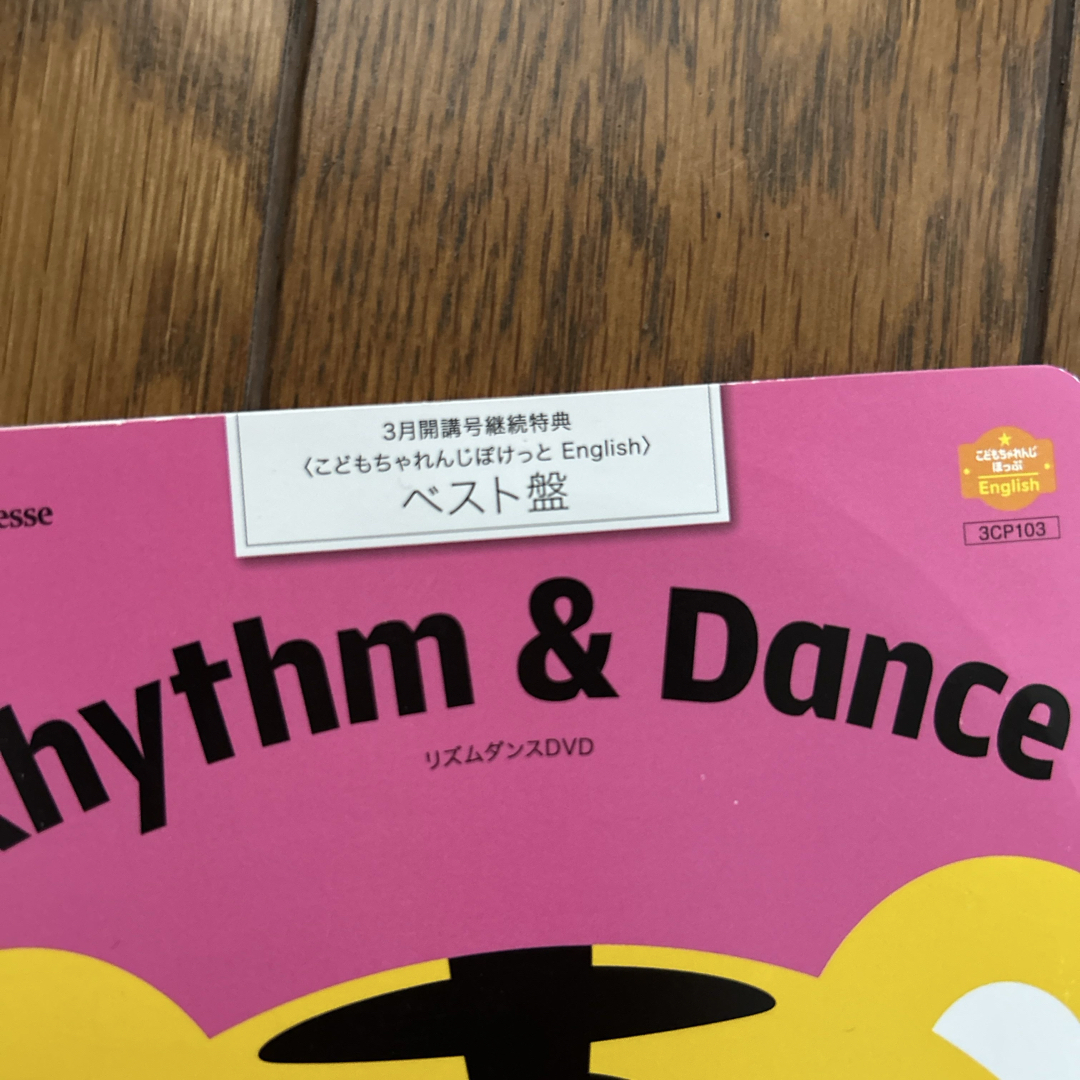 3月開講号継続特典
〈こどもちゃれんじぽけっと English〉
ベスト盤
esse
こどもちゃれんじ
ほっぷ
English
3CP103
Rhythm & Dance
リズムダンスDVD